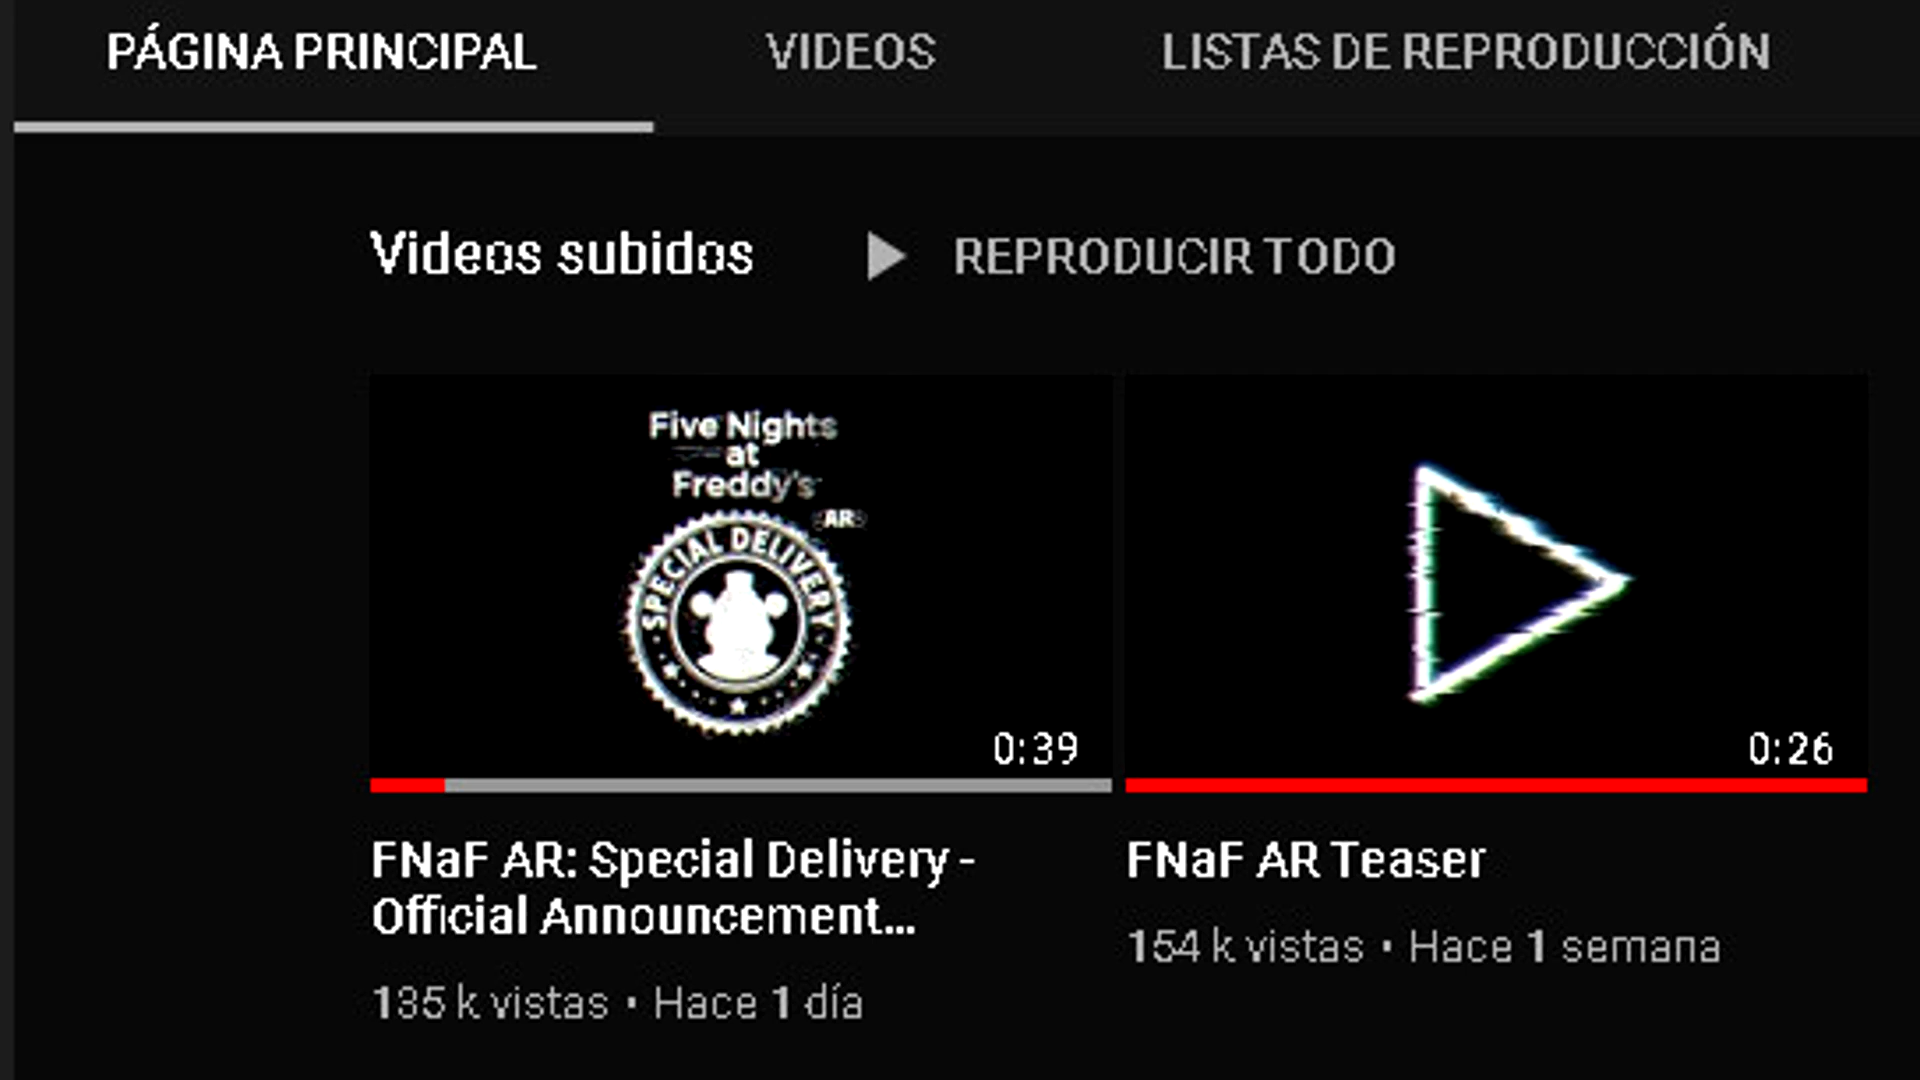 PÁGINA PRINCIPAL VIDEOS LISTAS DE REPRODUCCIÓN
Videos subidos REPRODUCIR TODO
Five Nights
at
Freddy's
AR
SPECIAL DELIVERY
0:39
0:26
FNaF AR: Special Delivery -
Official Announcement...
135 k vistas • Hace 1 día
FNaF AR Teaser
154 k vistas • Hace 1 semana